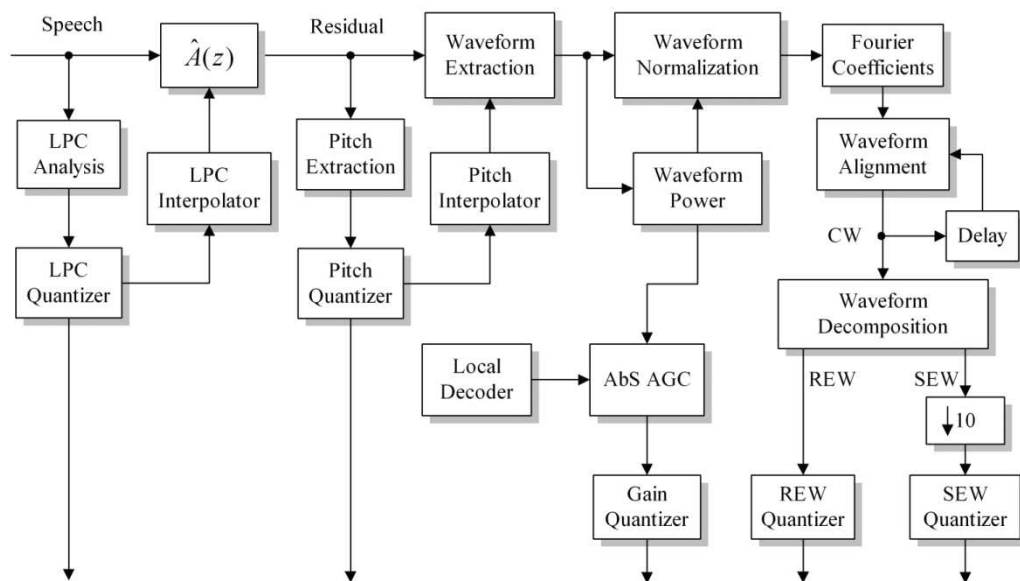 Speech
Â(z)
Residual
Waveform
Extraction
Waveform
Normalization
Fourier
Coefficients
LPC
Analysis
LPC
Interpolator
Pitch
Extraction
Pitch
Interpolator
Waveform
Power
Waveform
Alignment
CW
Delay
LPC
Quantizer
Pitch
Quantizer
Waveform
Decomposition
Local
Decoder
AbS AGC
REW
SEW
↓10
Gain
Quantizer
REW
Quantizer
SEW
Quantizer